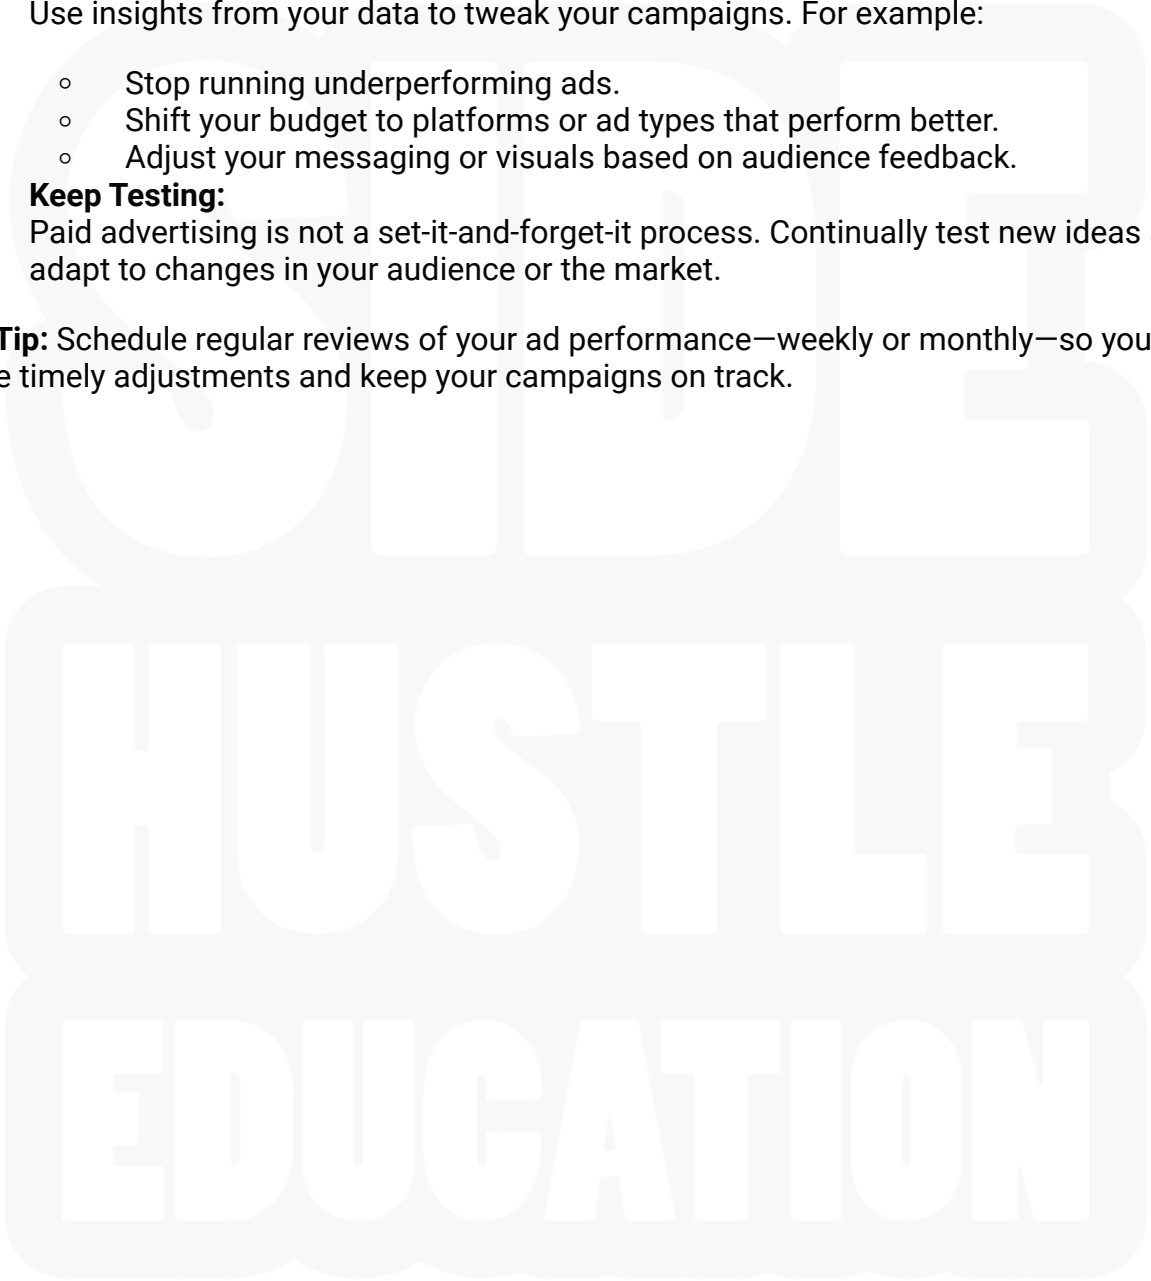 Use insights from your data to tweak your campaigns. For example:
◦ Stop running underperforming ads.
◦ Shift your budget to platforms or ad types that perform better.
◦ Adjust your messaging or visuals based on audience feedback.
Keep Testing:
Paid advertising is not a set-it-and-forget-it process. Continually test new ideas
adapt to changes in your audience or the market.
Tip: Schedule regular reviews of your ad performance—weekly or monthly—so you
e timely adjustments and keep your campaigns on track.
SIDE
HUSTLE
EDUCATION